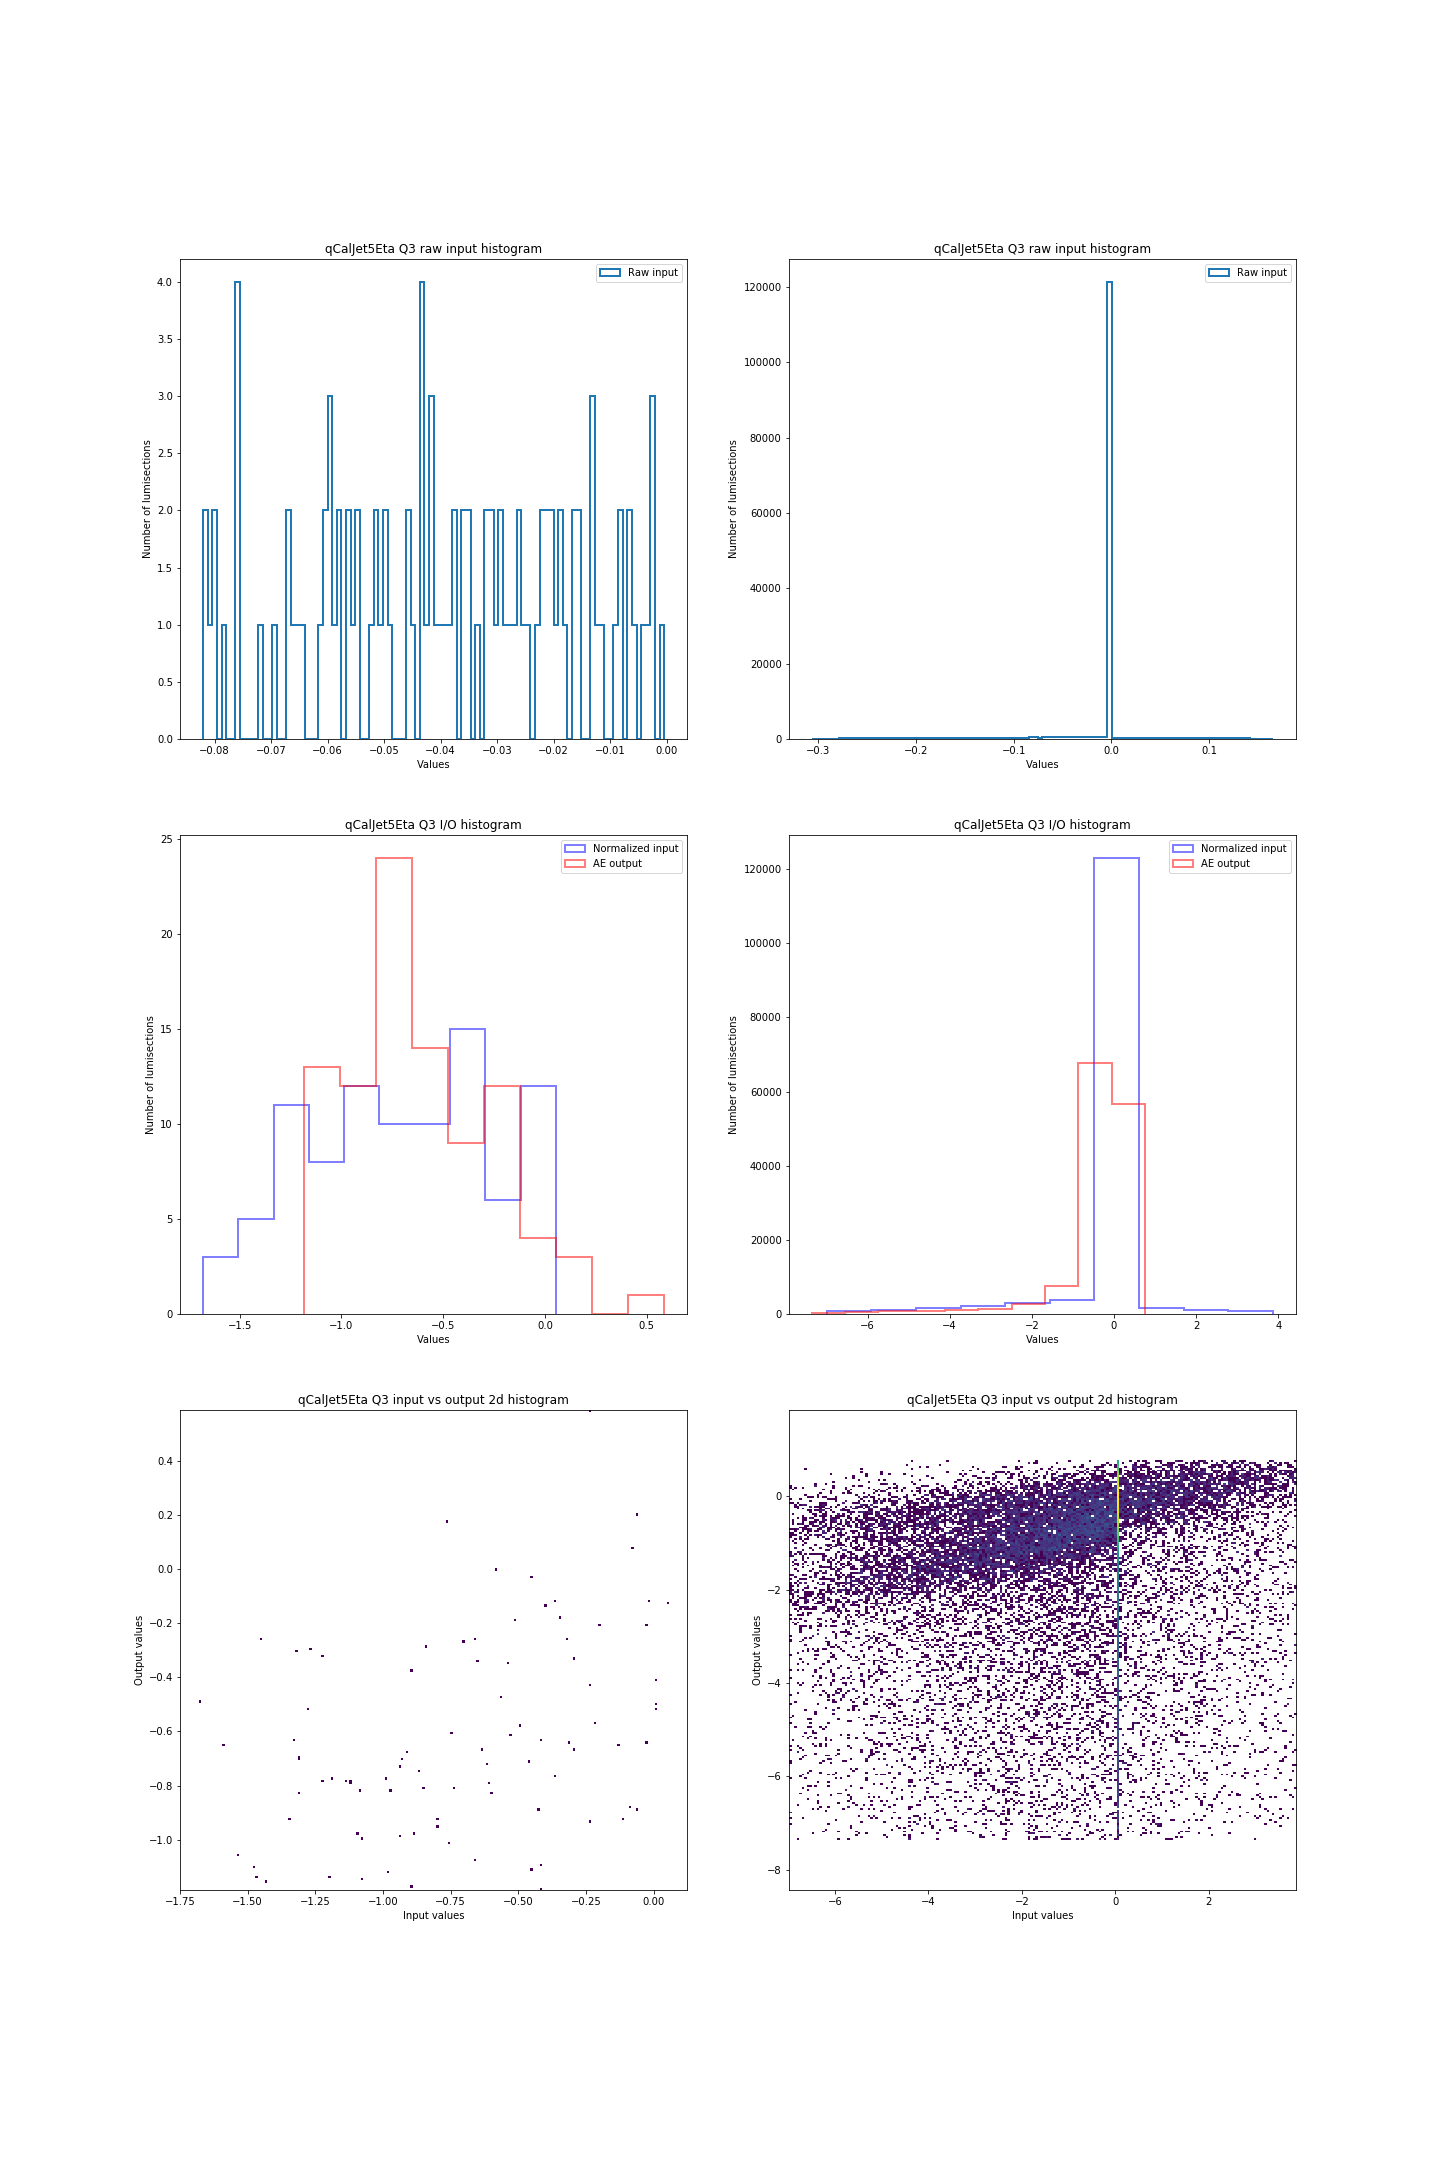 qCalJet5Eta Q3 raw input histogram
Raw input
4.0
3.5
3.0
2.5
2.0
1.5
1.0
0.5
0.0
Number of lumisections
−0.08 −0.07 −0.06 −0.05 −0.04 −0.03 −0.02 −0.01 0.00
Values
qCalJet5Eta Q3 raw input histogram
Raw input
120000
100000
80000
60000
40000
20000
0
Number of lumisections
−0.3 −0.2 −0.1 0.0 0.1
Values
qCalJet5Eta Q3 I/O histogram
Normalized input
AE output
25
20
15
10
5
0
Number of lumisections
−1.5 −1.0 −0.5 0.0 0.5
Values
qCalJet5Eta Q3 I/O histogram
Normalized input
AE output
120000
100000
80000
60000
40000
20000
0
Number of lumisections
−6 −4 −2 0 2 4
Values
qCalJet5Eta Q3 input vs output 2d histogram
0.4
0.2
0.0
−0.2
−0.4
−0.6
−0.8
−1.0
Output values
−1.75 −1.50 −1.25 −1.00 −0.75 −0.50 −0.25 0.00
Input values
qCalJet5Eta Q3 input vs output 2d histogram
0
−2
−4
−6
−8
Output values
−6 −4 −2 0 2
Input values